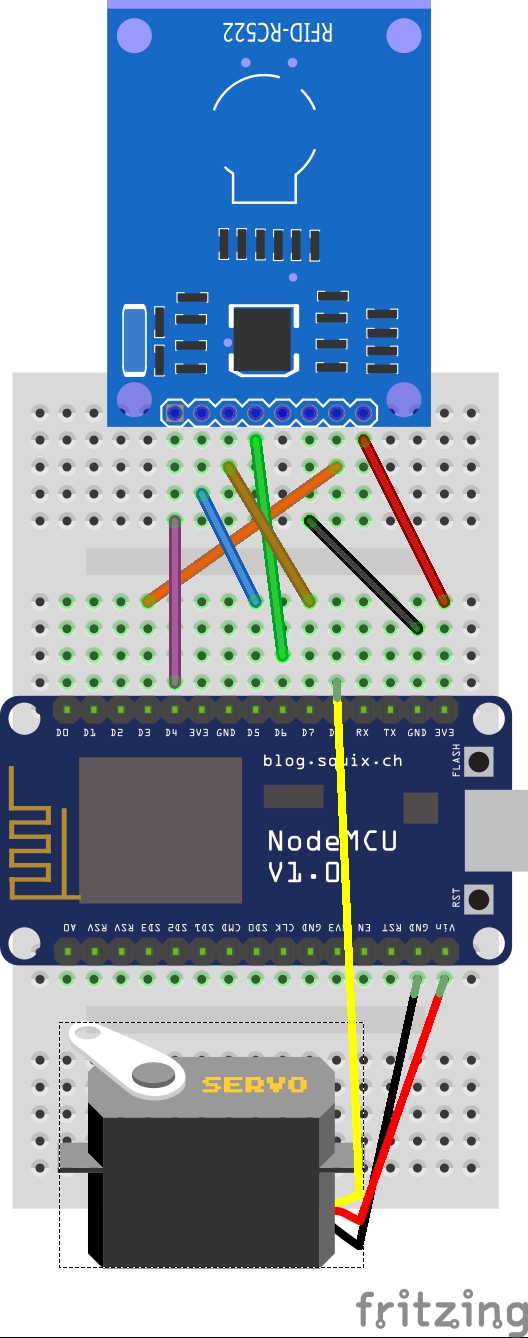 RFID-RC522
D0 D1 D2 D3 D4 3V3 GND D5 D6 D7 RX TX GND 3V3
FLASH
blog.squix.ch
NodeMCU
V1.0
RST
A0 RSV RSV SD3 SD2 SD1 CMD SD0 CLK GND 3V3 EN RST GND Vin
SERVO
fritzing